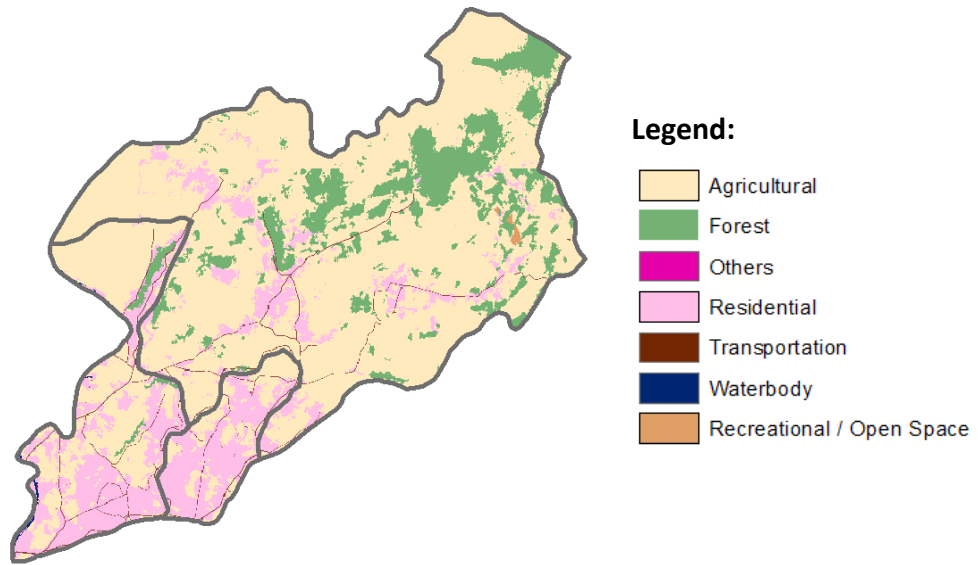 Legend:
Agricultural
Forest
Others
Residential
Transportation
Waterbody
Recreational / Open Space